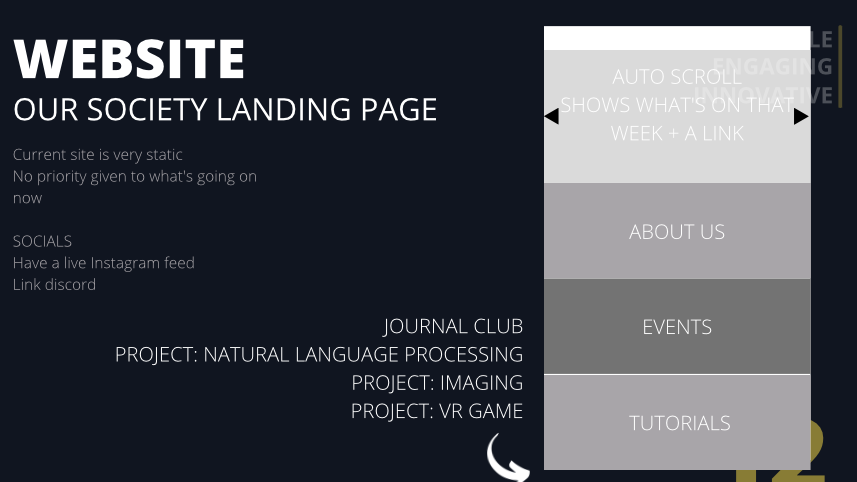 WEBSITE
OUR SOCIETY LANDING PAGE
Current site is very static
No priority given to what's going on
now
SOCIALS
Have a live Instagram feed
Link discord
JOURNAL CLUB
PROJECT: NATURAL LANGUAGE PROCESSING
PROJECT: IMAGING
PROJECT: VR GAME
AUTO SCROLL
SHOWS WHAT'S ON THAT
WEEK + A LINK
ABOUT US
EVENTS
TUTORIALS
ENGAGING
INNOVATIVE
12